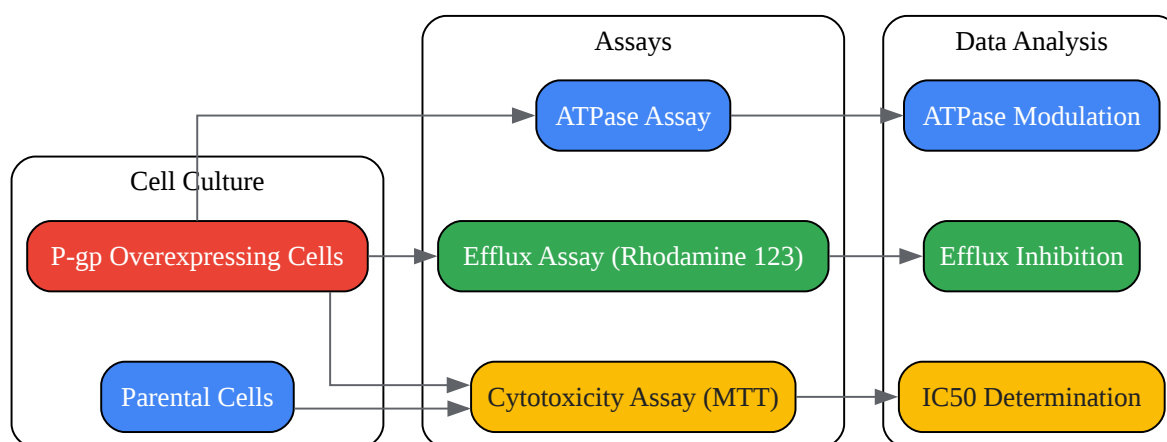 Assays
Data Analysis
ATPase Assay
ATPase Modulation
Cell Culture
P-gp Overexpressing Cells
Efflux Assay (Rhodamine 123)
Efflux Inhibition
Parental Cells
Cytotoxicity Assay (MTT)
IC50 Determination